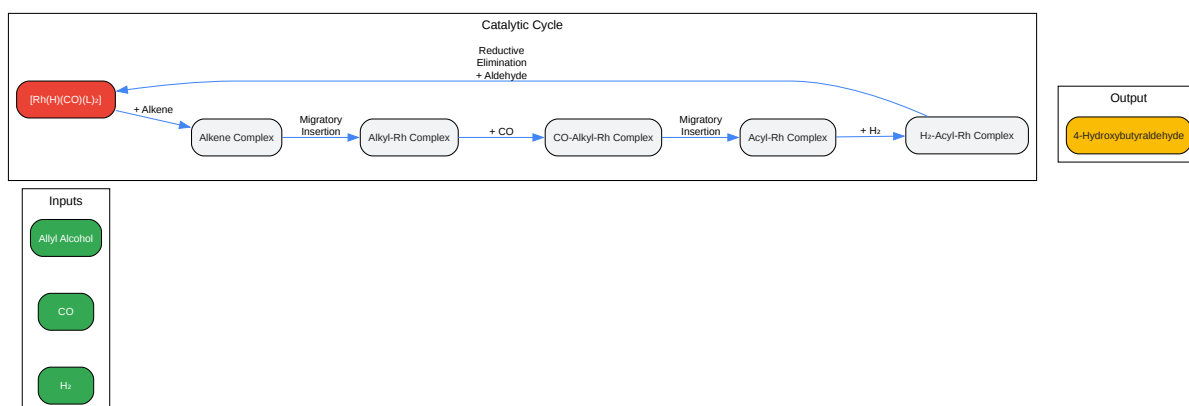 Catalytic Cycle
Reductive
Elimination
+ Aldehyde
[Rh(H)(CO)(L)₂]
+ Alkene
Alkene Complex
Migratory
Insertion
Alkyl-Rh Complex
+ CO
CO-Alkyl-Rh Complex
Migratory
Insertion
Acyl-Rh Complex
+ H₂
H₂-Acyl-Rh Complex
Output
4-Hydroxybutyraldehyde
Inputs
Allyl Alcohol
CO
H₂